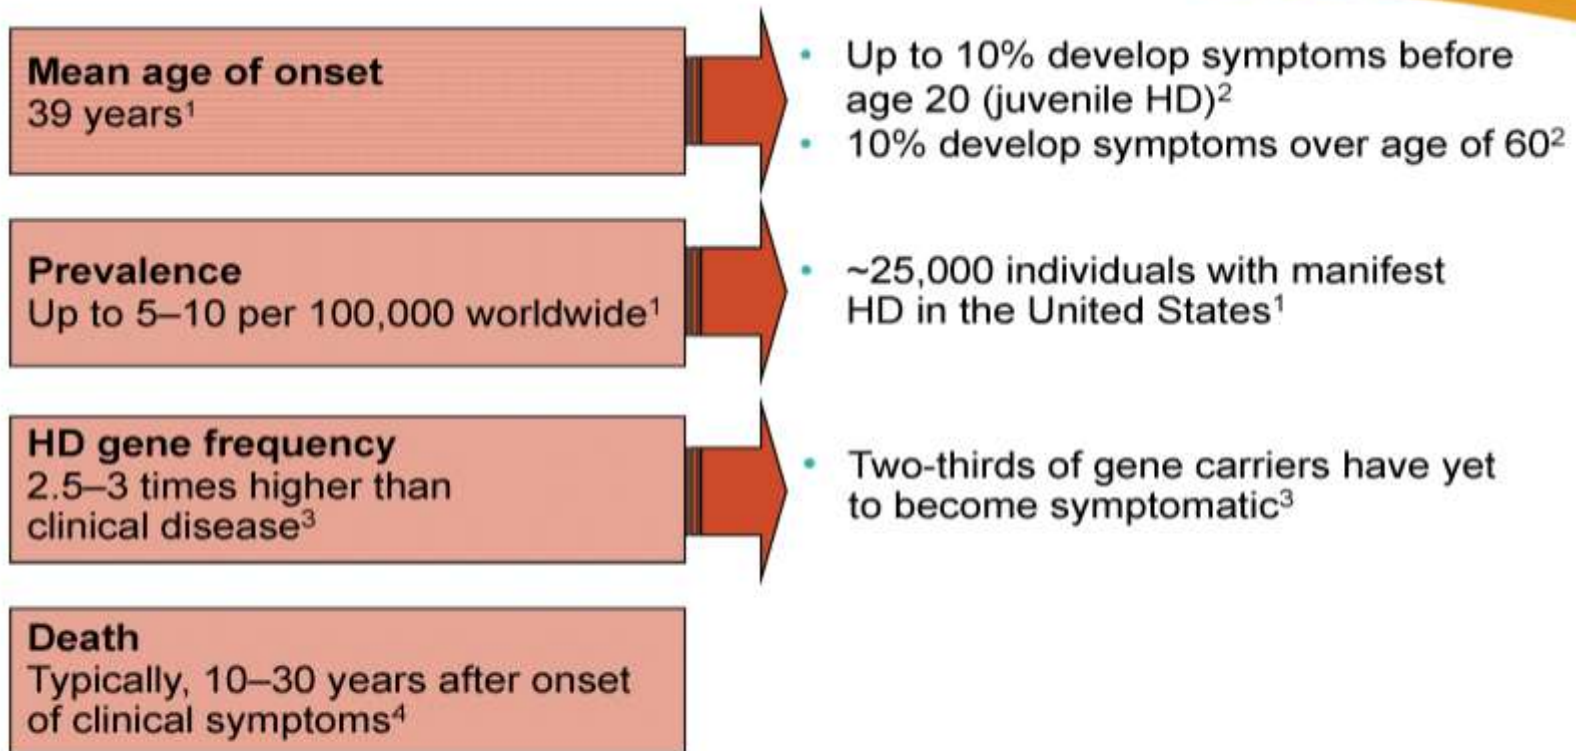 Mean age of onset
39 years¹
• Up to 10% develop symptoms before
age 20 (juvenile HD)²
• 10% develop symptoms over age of 60²
Prevalence
Up to 5–10 per 100,000 worldwide¹
• ~25,000 individuals with manifest
HD in the United States¹
HD gene frequency
2.5–3 times higher than
clinical disease³
• Two-thirds of gene carriers have yet
to become symptomatic³
Death
Typically, 10–30 years after onset
of clinical symptoms⁴